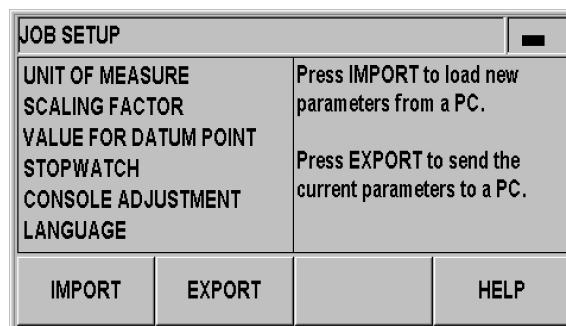 JOB SETUP
UNIT OF MEASURE
SCALING FACTOR
VALUE FOR DATUM POINT
STOPWATCH
CONSOLE ADJUSTMENT
LANGUAGE
Press IMPORT to load new
parameters from a PC.
Press EXPORT to send the
current parameters to a PC.
IMPORT
EXPORT
HELP